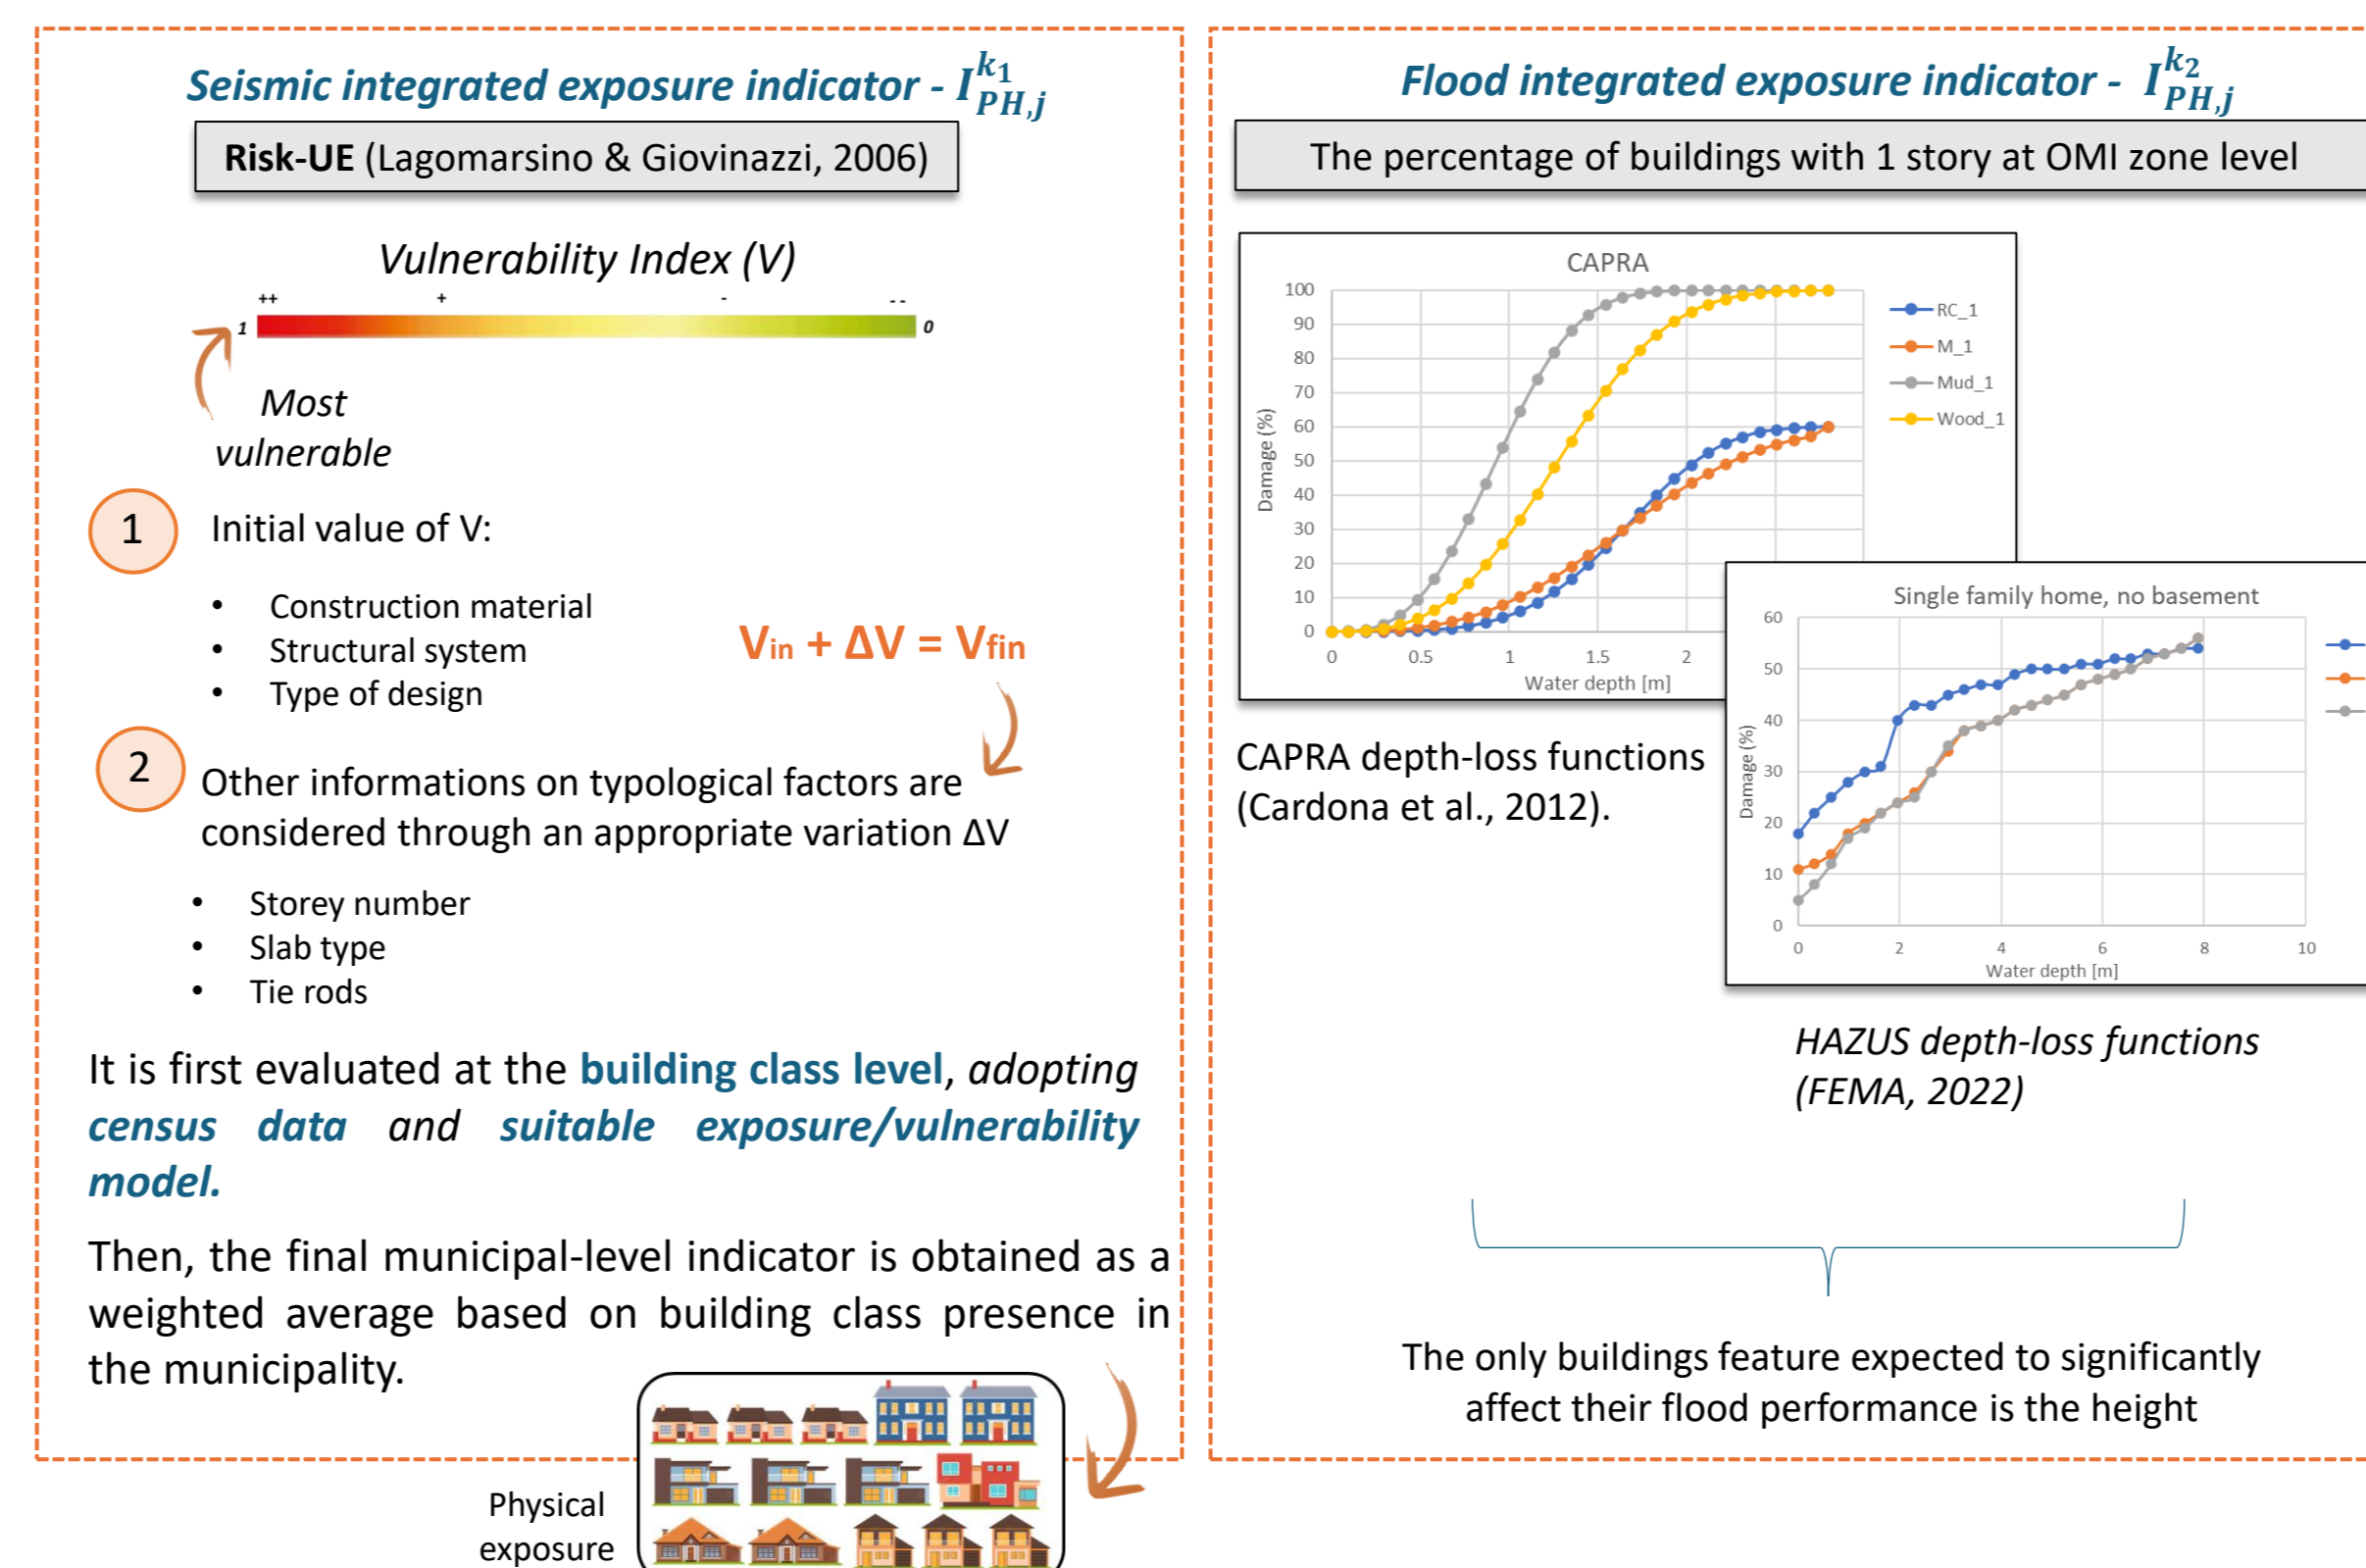 Seismic integrated exposure indicator - I^{k_1}_{PH,j}
Risk-UE (Lagomarsino & Giovinazzi, 2006)
Vulnerability Index (V)
++ + - - -
1 0
Most
vulnerable
1
Initial value of V:
• Construction material
• Structural system
• Type of design
Vin + ΔV = Vfin
2
Other informations on typological factors are
considered through an appropriate variation ΔV
• Storey number
• Slab type
• Tie rods
It is first evaluated at the building class level, adopting
census data and suitable exposure/vulnerability
model.
Then, the final municipal-level indicator is obtained as a
weighted average based on building class presence in
the municipality.
Physical
exposure
Flood integrated exposure indicator - I^{k_2}_{PH,j}
The percentage of buildings with 1 story at OMI zone level
CAPRA
100
90
80
70
60
50
40
30
20
10
0
Damage (%)
0 0.5 1 1.5 2
Water depth [m]
RC_1
M_1
Mud_1
Wood_1
CAPRA depth-loss functions
(Cardona et al., 2012).
Single family home, no basement
60
50
40
30
20
10
0
Damage (%)
0 2 4 6 8 10
Water depth [m]
HAZUS depth-loss functions
(FEMA, 2022)
The only buildings feature expected to significantly
affect their flood performance is the height